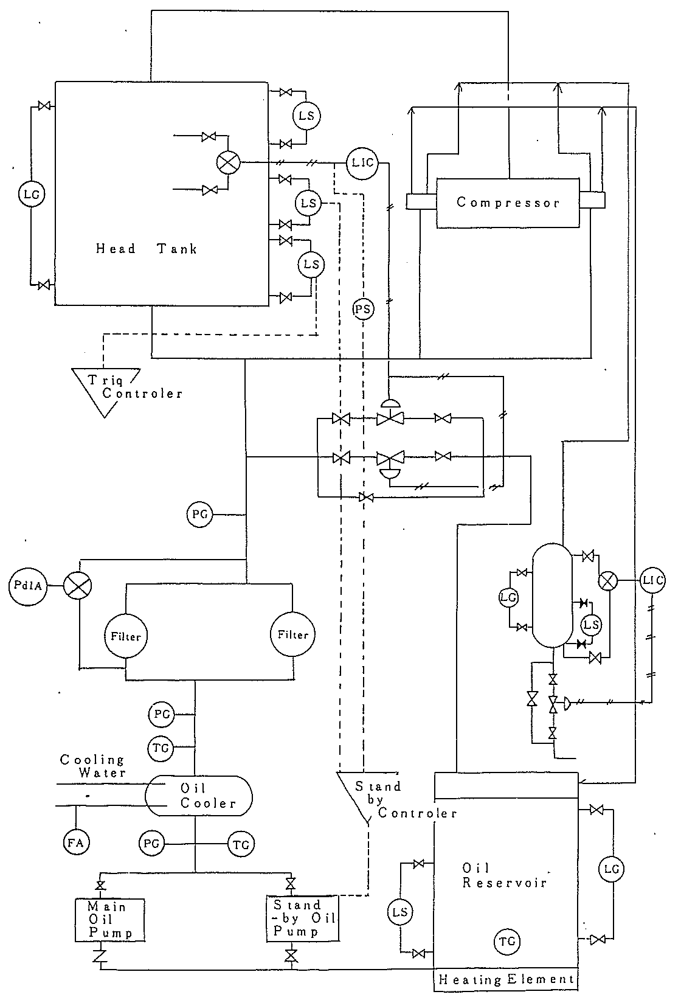 LS
LIC
LG
LS
Compressor
Head Tank
LS
PS
Triq
Controler
PG
PdIA
LIC
LG
LS
Filter
Filter
PG
TG
Cooling
Water
Oil
Cooler
Stand
by
Controler
FA
PG
TG
Oil
Reservoir
LG
LS
Main
Oil
Pump
Stand
-by Oil
Pump
TG
Heating Element